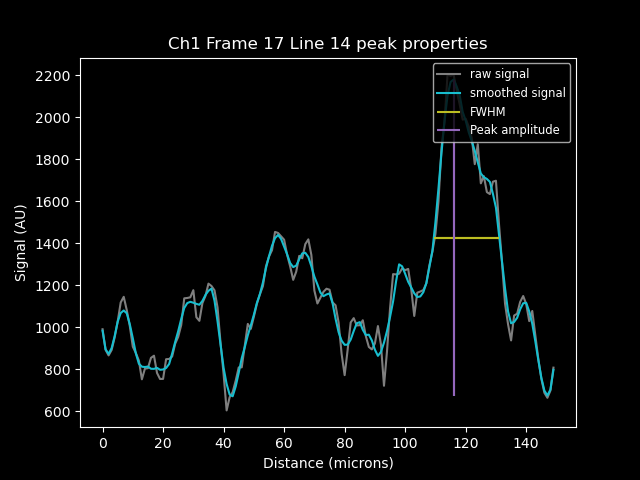 Ch1 Frame 17 Line 14 peak properties
raw signal
smoothed signal
FWHM
Peak amplitude
Signal (AU)
2200
2000
1800
1600
1400
1200
1000
800
600
0 20 40 60 80 100 120 140
Distance (microns)